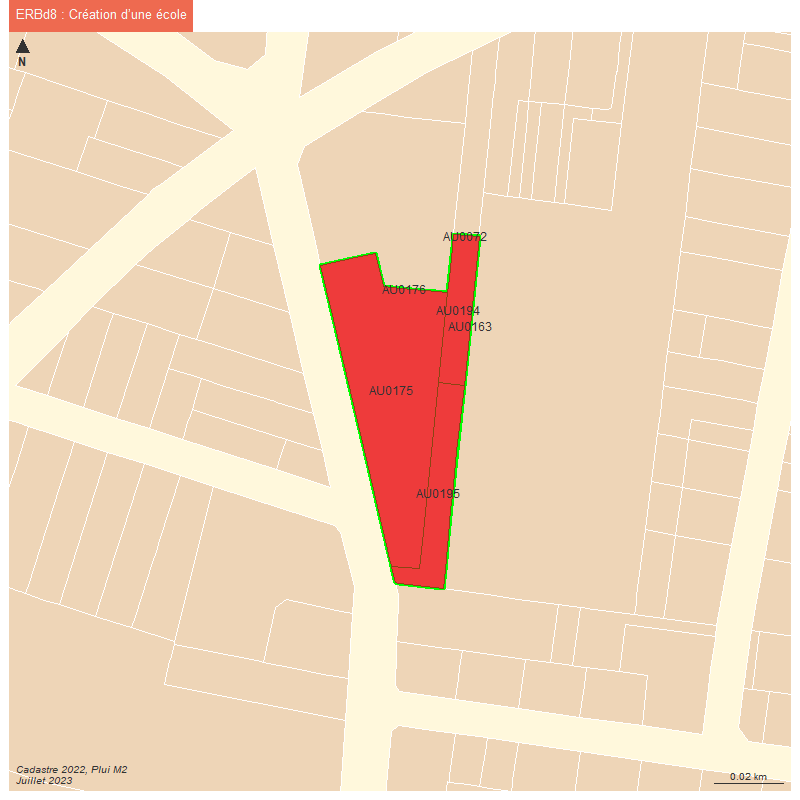 ERBd8 : Création d'une école
N
AU0072
AU0176
AU0194
AU0163
AU0175
AU0195
Cadastre 2022, Plui M2
Juillet 2023
0.02 km